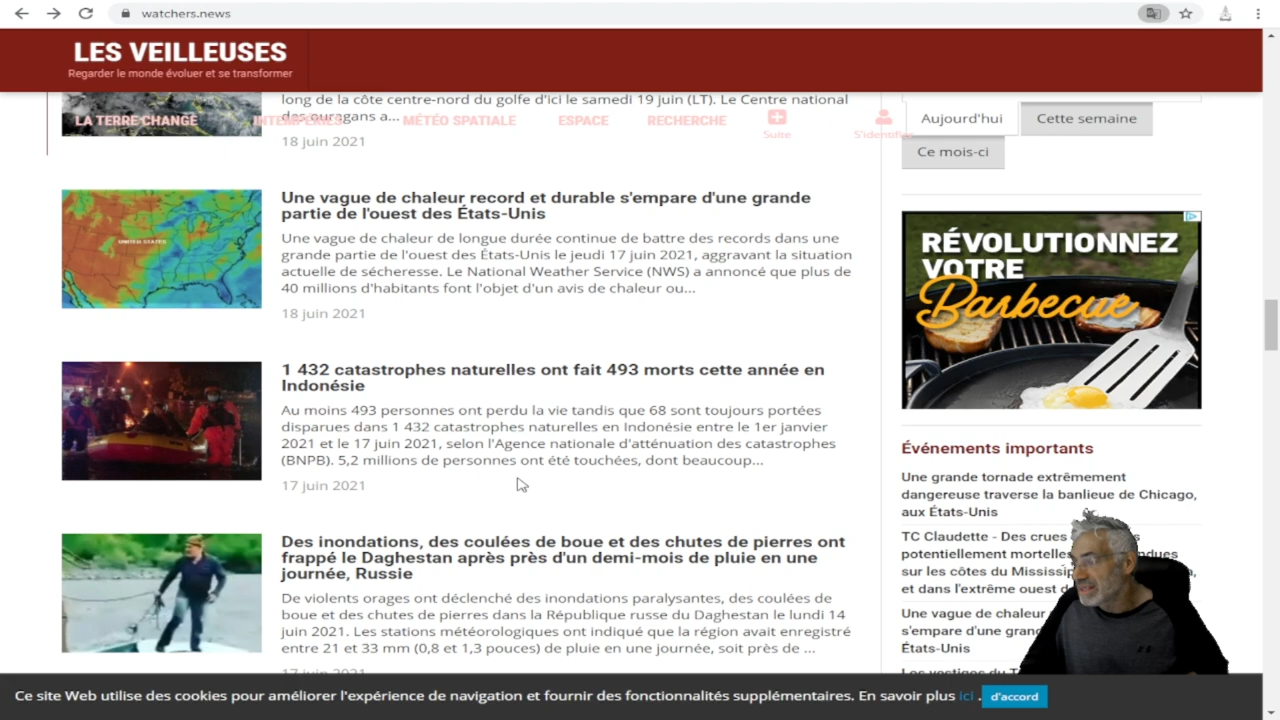 watchers.news
LES VEILLEUSES
Regarder le monde évoluer et se transformer
LA TERRE CHANGE
MÉTÉO SPATIALE
ESPACE
RECHERCHE
Suite
long de la côte centre-nord du golfe d'ici le samedi 19 juin (LT). Le Centre national
des ouragans a...
18 juin 2021
Une vague de chaleur record et durable s'empare d'une grande
partie de l'ouest des États-Unis
Une vague de chaleur de longue durée continue de battre des records dans une
grande partie de l'ouest des États-Unis le jeudi 17 juin 2021, aggravant la situation
actuelle de sécheresse. Le National Weather Service (NWS) a annoncé que plus de
40 millions d'habitants font l'objet d'un avis de chaleur ou...
18 juin 2021
UNITED STATES
1 432 catastrophes naturelles ont fait 493 morts cette année en
Indonésie
Au moins 493 personnes ont perdu la vie tandis que 68 sont toujours portées
disparues dans 1 432 catastrophes naturelles en Indonésie entre le 1er janvier
2021 et le 17 juin 2021, selon l'Agence nationale d'atténuation des catastrophes
(BNPB). 5,2 millions de personnes ont été touchées, dont beaucoup...
17 juin 2021
Des inondations, des coulées de boue et des chutes de pierres ont
frappé le Daghestan après près d'un demi-mois de pluie en une
journée, Russie
De violents orages ont déclenché des inondations paralysantes, des coulées de
boue et des chutes de pierres dans la République russe du Daghestan le lundi 14
juin 2021. Les stations météorologiques ont indiqué que la région avait enregistré
entre 21 et 33 mm (0,8 et 1,3 pouces) de pluie en une journée, soit près de ...
17 juin 2021
Aujourd'hui
Cette semaine
Ce mois-ci
RÉVOLUTIONNEZ
VOTRE
Barbecue
Événements importants
Une grande tornade extrêmement
dangereuse traverse la banlieue de Chicago,
aux États-Unis
TC Claudette - Des crues
potentiellement mortelles
sur les côtes du
et dans l'extrême ouest
Une vague de chaleur
s'empare d'une
États-Unis
Les vestiges du
Ce site Web utilise des cookies pour améliorer l'expérience de navigation et fournir des fonctionnalités supplémentaires. En savoir plus ici . d'accord